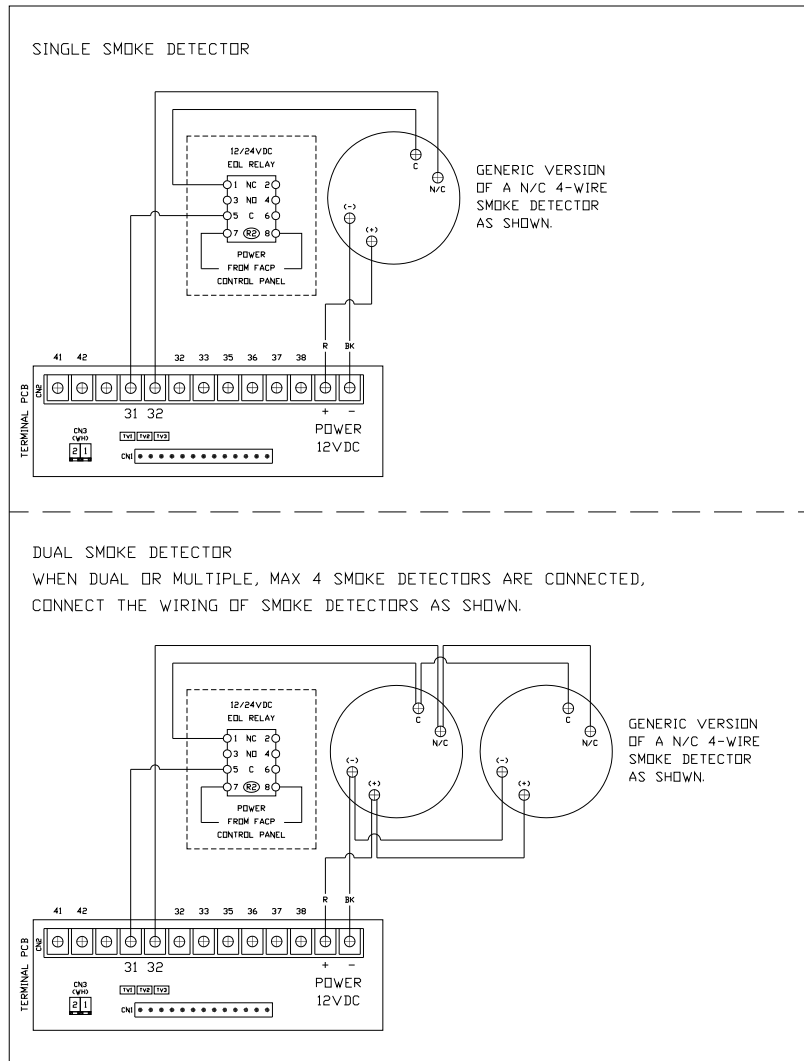 SINGLE SMOKE DETECTOR
12/24VDC
EOL RELAY
1 NC 2
3 NO 4
5 C 6
7 R2 8
POWER
FROM FACP
CONTROL PANEL
C
N/C
(-)
(+)
GENERIC VERSION
OF A N/C 4-WIRE
SMOKE DETECTOR
AS SHOWN.
R BK
41 42 32 33 35 36 37 38
CN2
31 32 + -
TERMINAL PCB
CN3
(WH)
2 1
TV1 TV2 TV3
CN1
POWER
12VDC
DUAL SMOKE DETECTOR
WHEN DUAL OR MULTIPLE, MAX 4 SMOKE DETECTORS ARE CONNECTED,
CONNECT THE WIRING OF SMOKE DETECTORS AS SHOWN.
12/24VDC
EOL RELAY
1 NC 2
3 NO 4
5 C 6
7 R2 8
POWER
FROM FACP
CONTROL PANEL
C
N/C
(-)
(+)
C
N/C
(-)
(+)
GENERIC VERSION
OF A N/C 4-WIRE
SMOKE DETECTOR
AS SHOWN.
R BK
41 42 32 33 35 36 37 38
CN2
31 32 + -
TERMINAL PCB
CN3
(WH)
2 1
TV1 TV2 TV3
CN1
POWER
12VDC